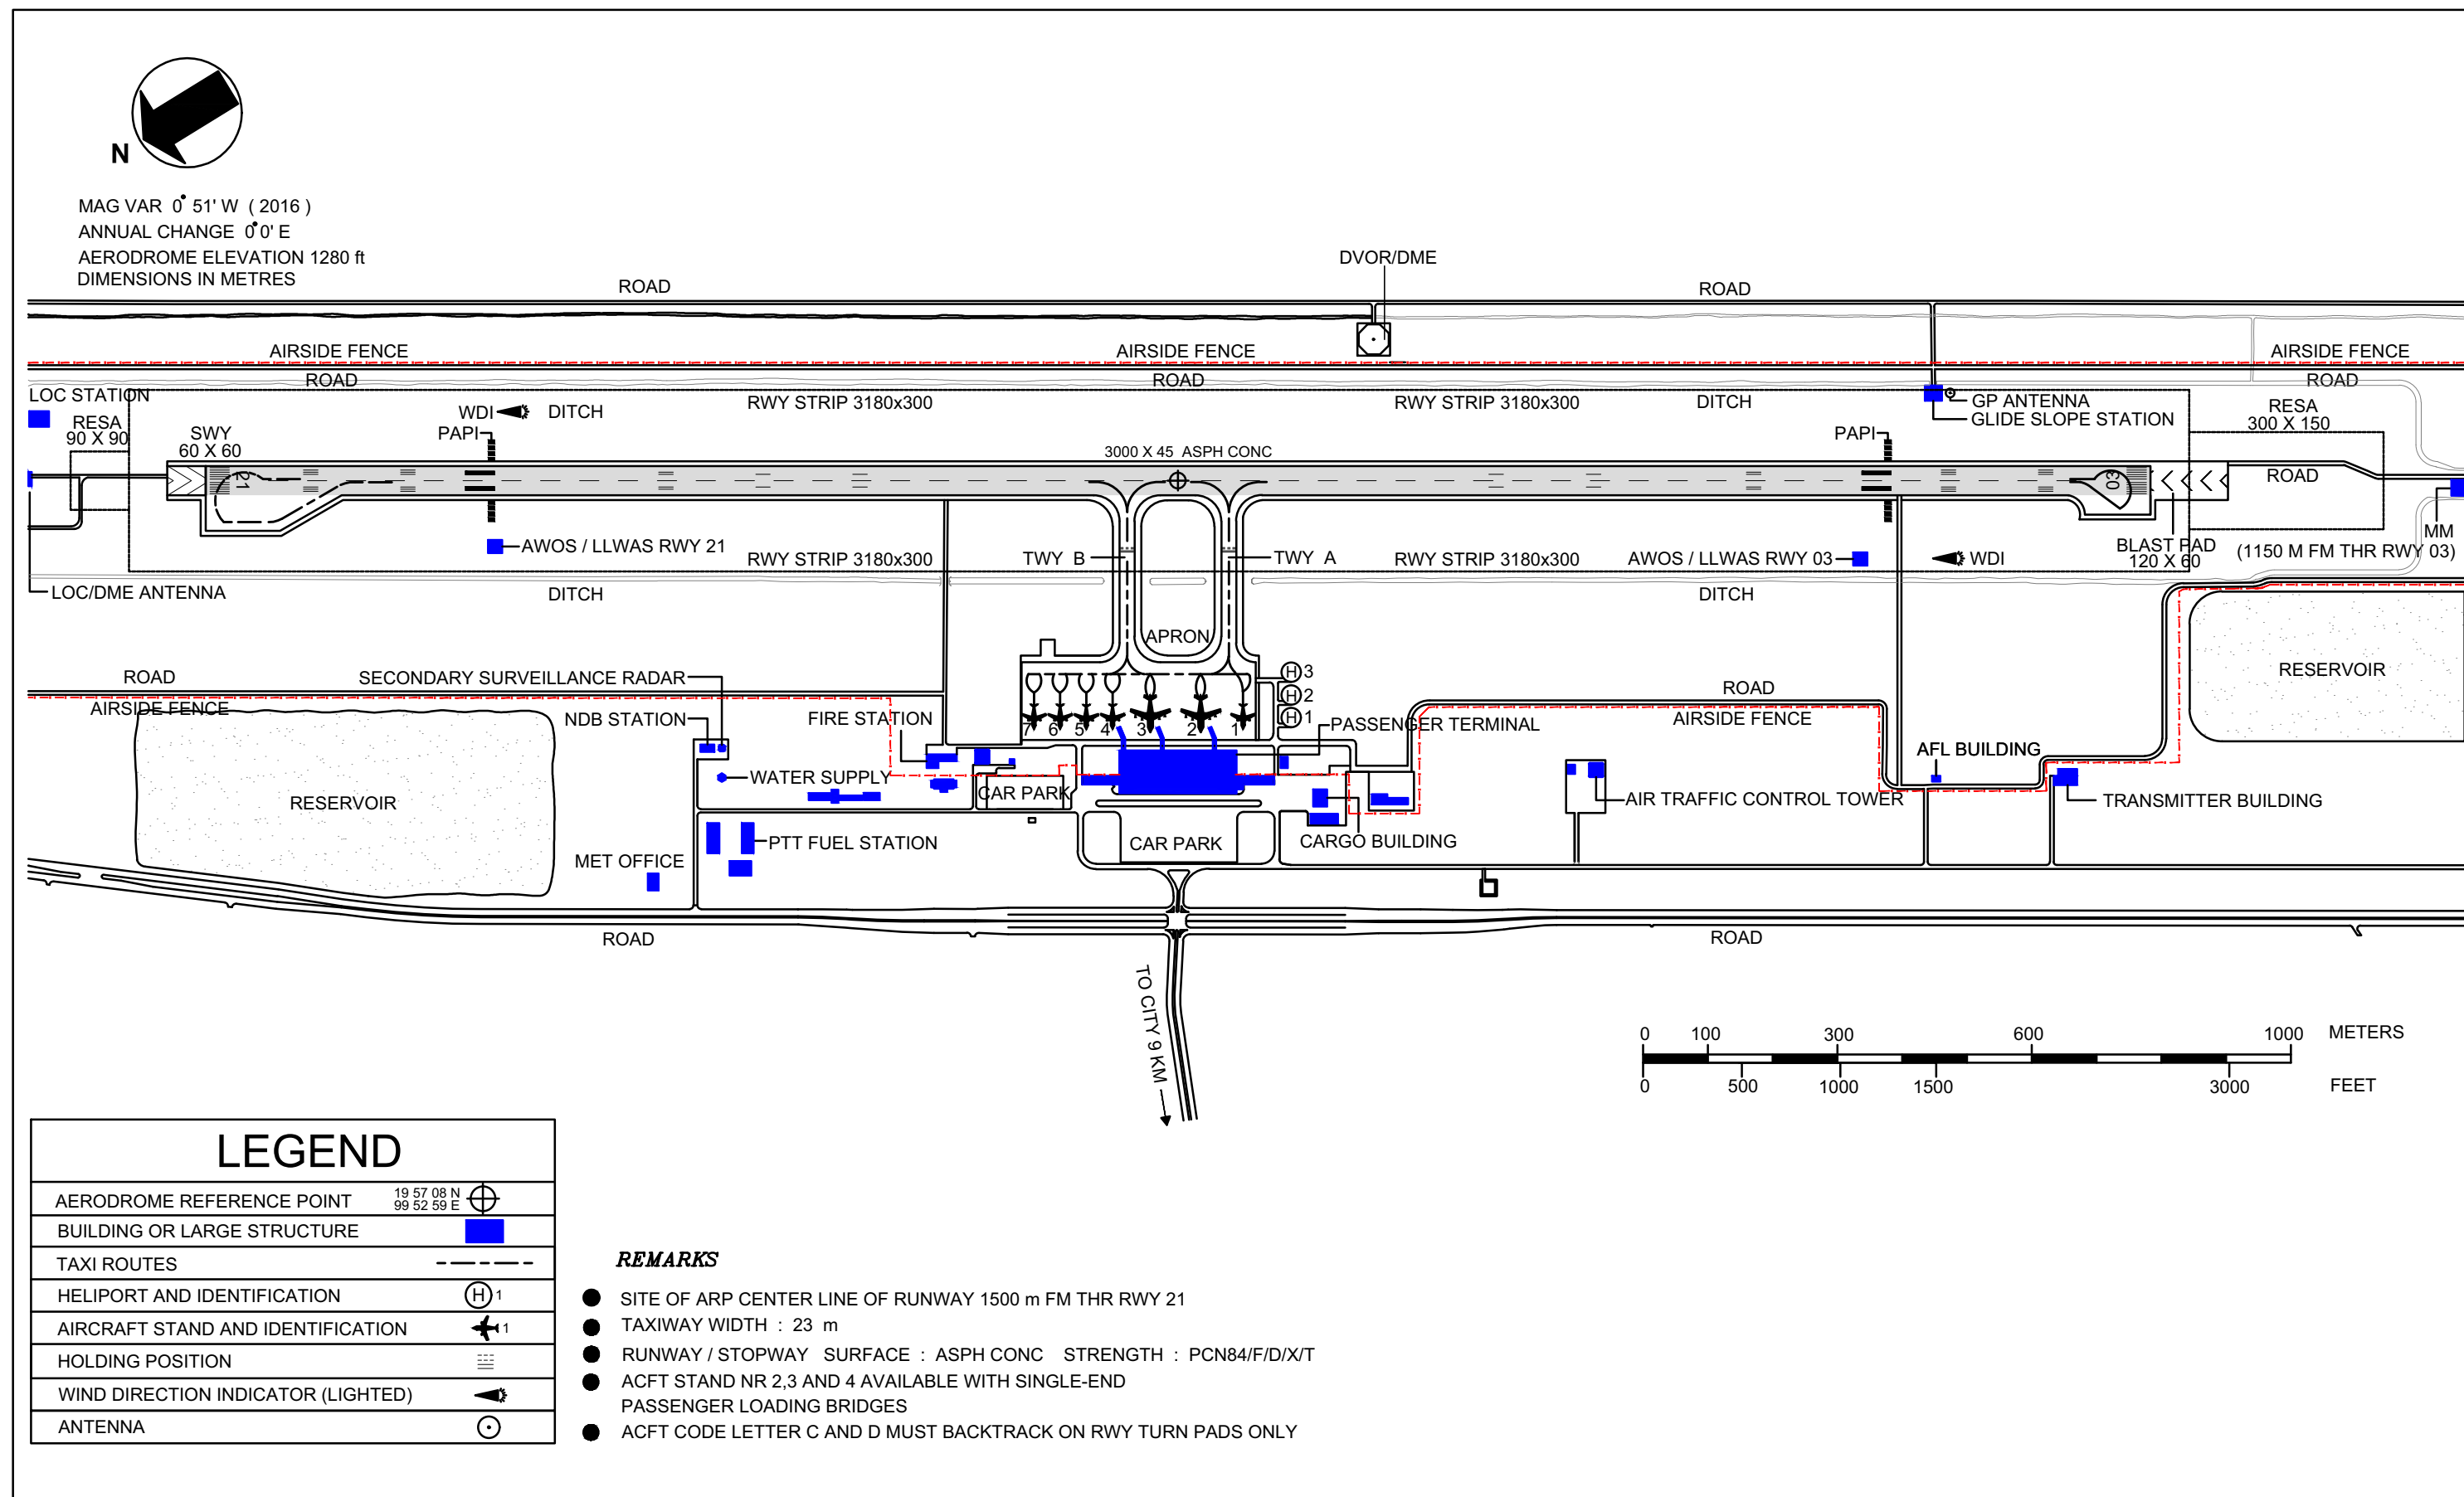 N
MAG VAR 0° 51' W ( 2016 )
ANNUAL CHANGE 0°0' E
AERODROME ELEVATION 1280 ft
DIMENSIONS IN METRES
DVOR/DME
ROAD
ROAD
AIRSIDE FENCE
AIRSIDE FENCE
AIRSIDE FENCE
ROAD
ROAD
ROAD
LOC STATION
RESA
90 X 90
SWY
60 X 60
WDI
DITCH
PAPI
RWY STRIP 3180x300
RWY STRIP 3180x300
DITCH
GP ANTENNA
GLIDE SLOPE STATION
RESA
300 X 150
PAPI
3000 X 45 ASPH CONC
21
03
ROAD
MM
(1150 M FM THR RWY 03)
BLAST PAD
120 X 60
AWOS / LLWAS RWY 21
RWY STRIP 3180x300
TWY B
TWY A
RWY STRIP 3180x300
AWOS / LLWAS RWY 03
WDI
LOC/DME ANTENNA
DITCH
DITCH
APRON
ROAD
AIRSIDE FENCE
SECONDARY SURVEILLANCE RADAR
NDB STATION
FIRE STATION
7
6
5
4
3
2
1
H 3
H 2
H 1
PASSENGER TERMINAL
ROAD
AIRSIDE FENCE
RESERVOIR
AFL BUILDING
WATER SUPPLY
CAR PARK
RESERVOIR
AIR TRAFFIC CONTROL TOWER
TRANSMITTER BUILDING
PTT FUEL STATION
CAR PARK
CARGO BUILDING
MET OFFICE
ROAD
ROAD
TO CITY 9 KM
0 100 300 600 1000 METERS
0 500 1000 1500 3000 FEET
LEGEND
AERODROME REFERENCE POINT
19 57 08 N
99 52 59 E
BUILDING OR LARGE STRUCTURE
TAXI ROUTES
HELIPORT AND IDENTIFICATION H 1
AIRCRAFT STAND AND IDENTIFICATION 1
HOLDING POSITION
WIND DIRECTION INDICATOR (LIGHTED)
ANTENNA
REMARKS
SITE OF ARP CENTER LINE OF RUNWAY 1500 m FM THR RWY 21
TAXIWAY WIDTH : 23 m
RUNWAY / STOPWAY SURFACE : ASPH CONC STRENGTH : PCN84/F/D/X/T
ACFT STAND NR 2,3 AND 4 AVAILABLE WITH SINGLE-END
PASSENGER LOADING BRIDGES
ACFT CODE LETTER C AND D MUST BACKTRACK ON RWY TURN PADS ONLY